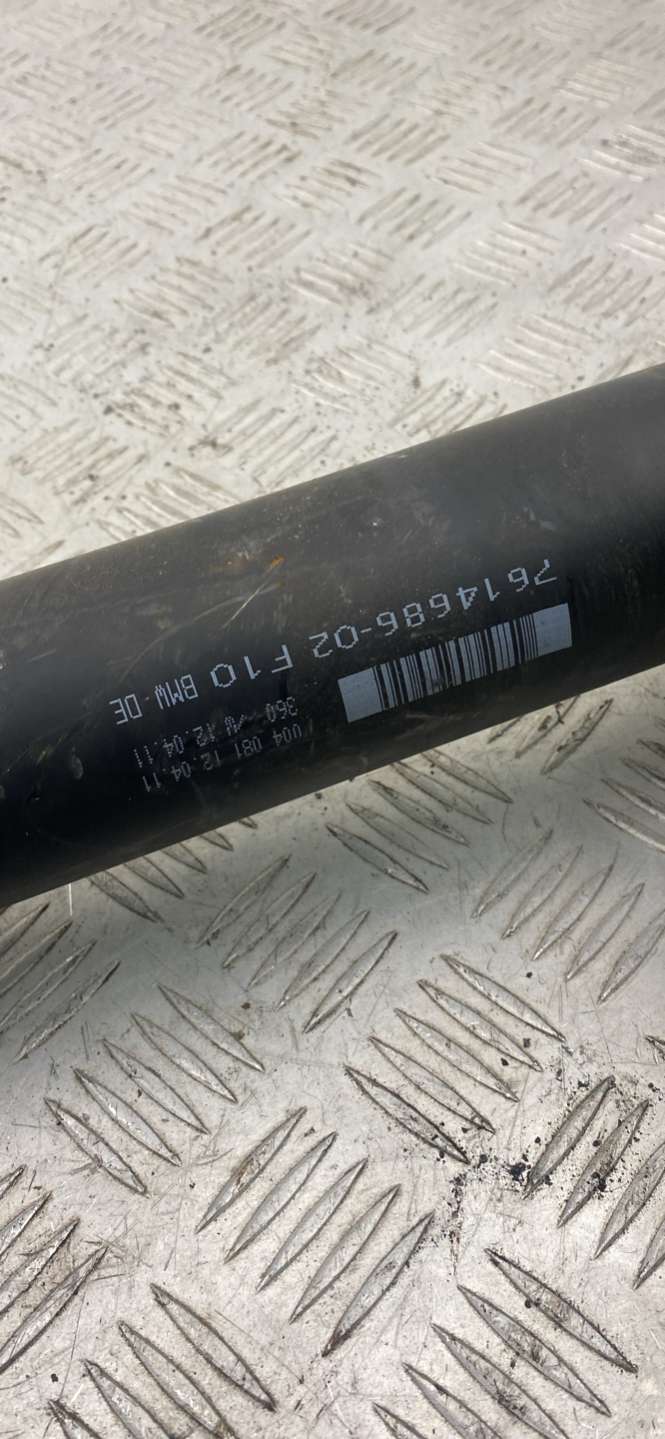 7614686-02 F10 BMW DE
360 /W 12.04.11
004 081 12.04.11